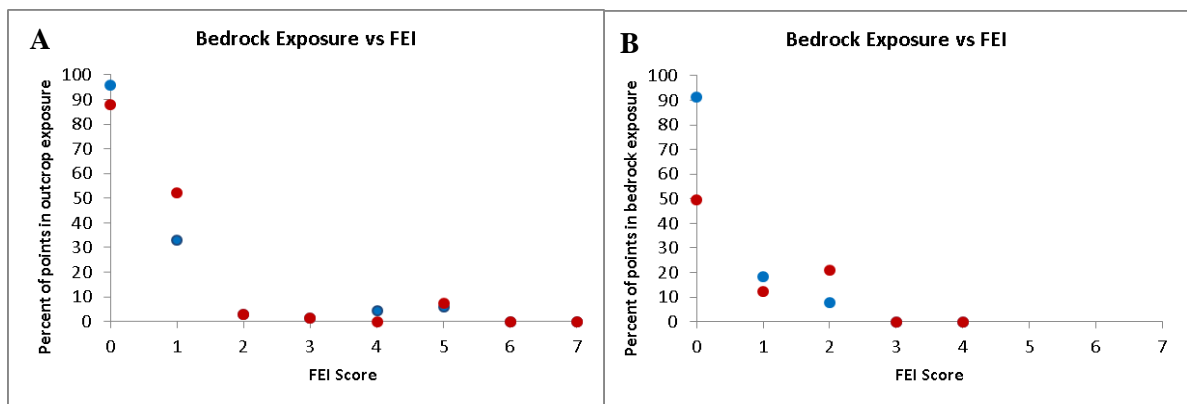 A
Bedrock Exposure vs FEI
Percent of points in outcrop exposure
100
90
80
70
60
50
40
30
20
10
0
0 1 2 3 4 5 6 7
FEI Score
B
Bedrock Exposure vs FEI
Percent of points in bedrock exposure
100
90
80
70
60
50
40
30
20
10
0
0 1 2 3 4 5 6 7
FEI Score